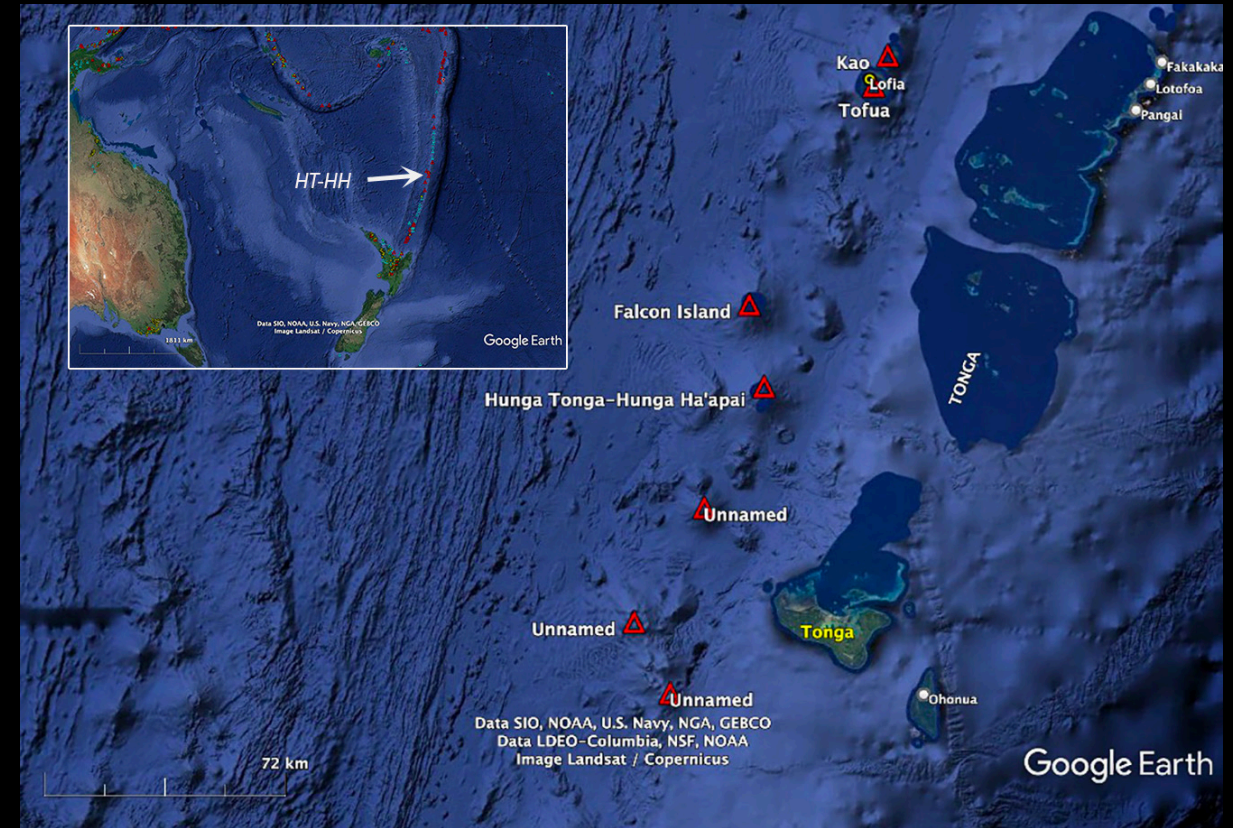 HT-HH
Data SIO, NOAA, U.S. Navy, NGA, GEBCO
Image Landsat / Copernicus
1811 km
Google Earth
Kao
Lofia
Tofua
Fakakaka
Lotofoa
Pangai
Falcon Island
TONGA
Hunga Tonga-Hunga Ha'apai
Unnamed
Unnamed
Tonga
Unnamed
Ohonua
Data SIO, NOAA, U.S. Navy, NGA, GEBCO
Data LDEO-Columbia, NSF, NOAA
Image Landsat / Copernicus
72 km
Google Earth